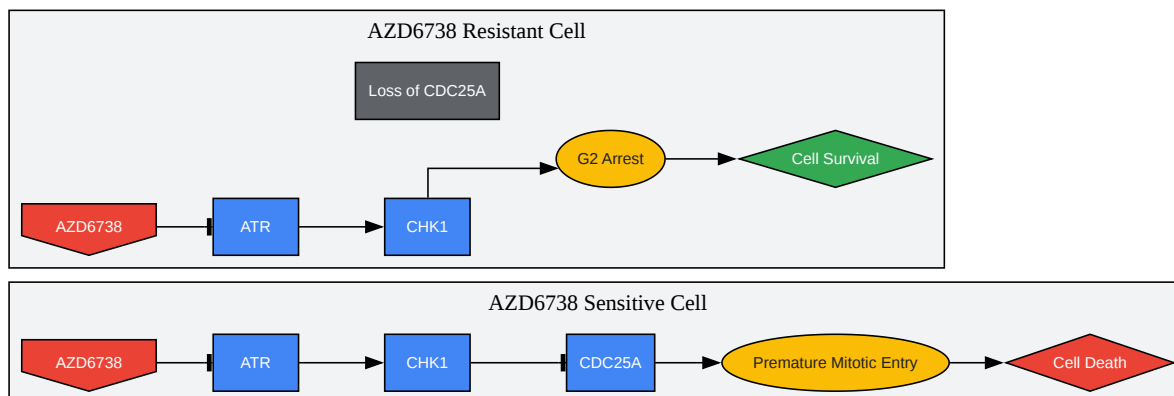 AZD6738 Resistant Cell
Loss of CDC25A
G2 Arrest
Cell Survival
AZD6738
ATR
CHK1
AZD6738 Sensitive Cell
AZD6738
ATR
CHK1
CDC25A
Premature Mitotic Entry
Cell Death